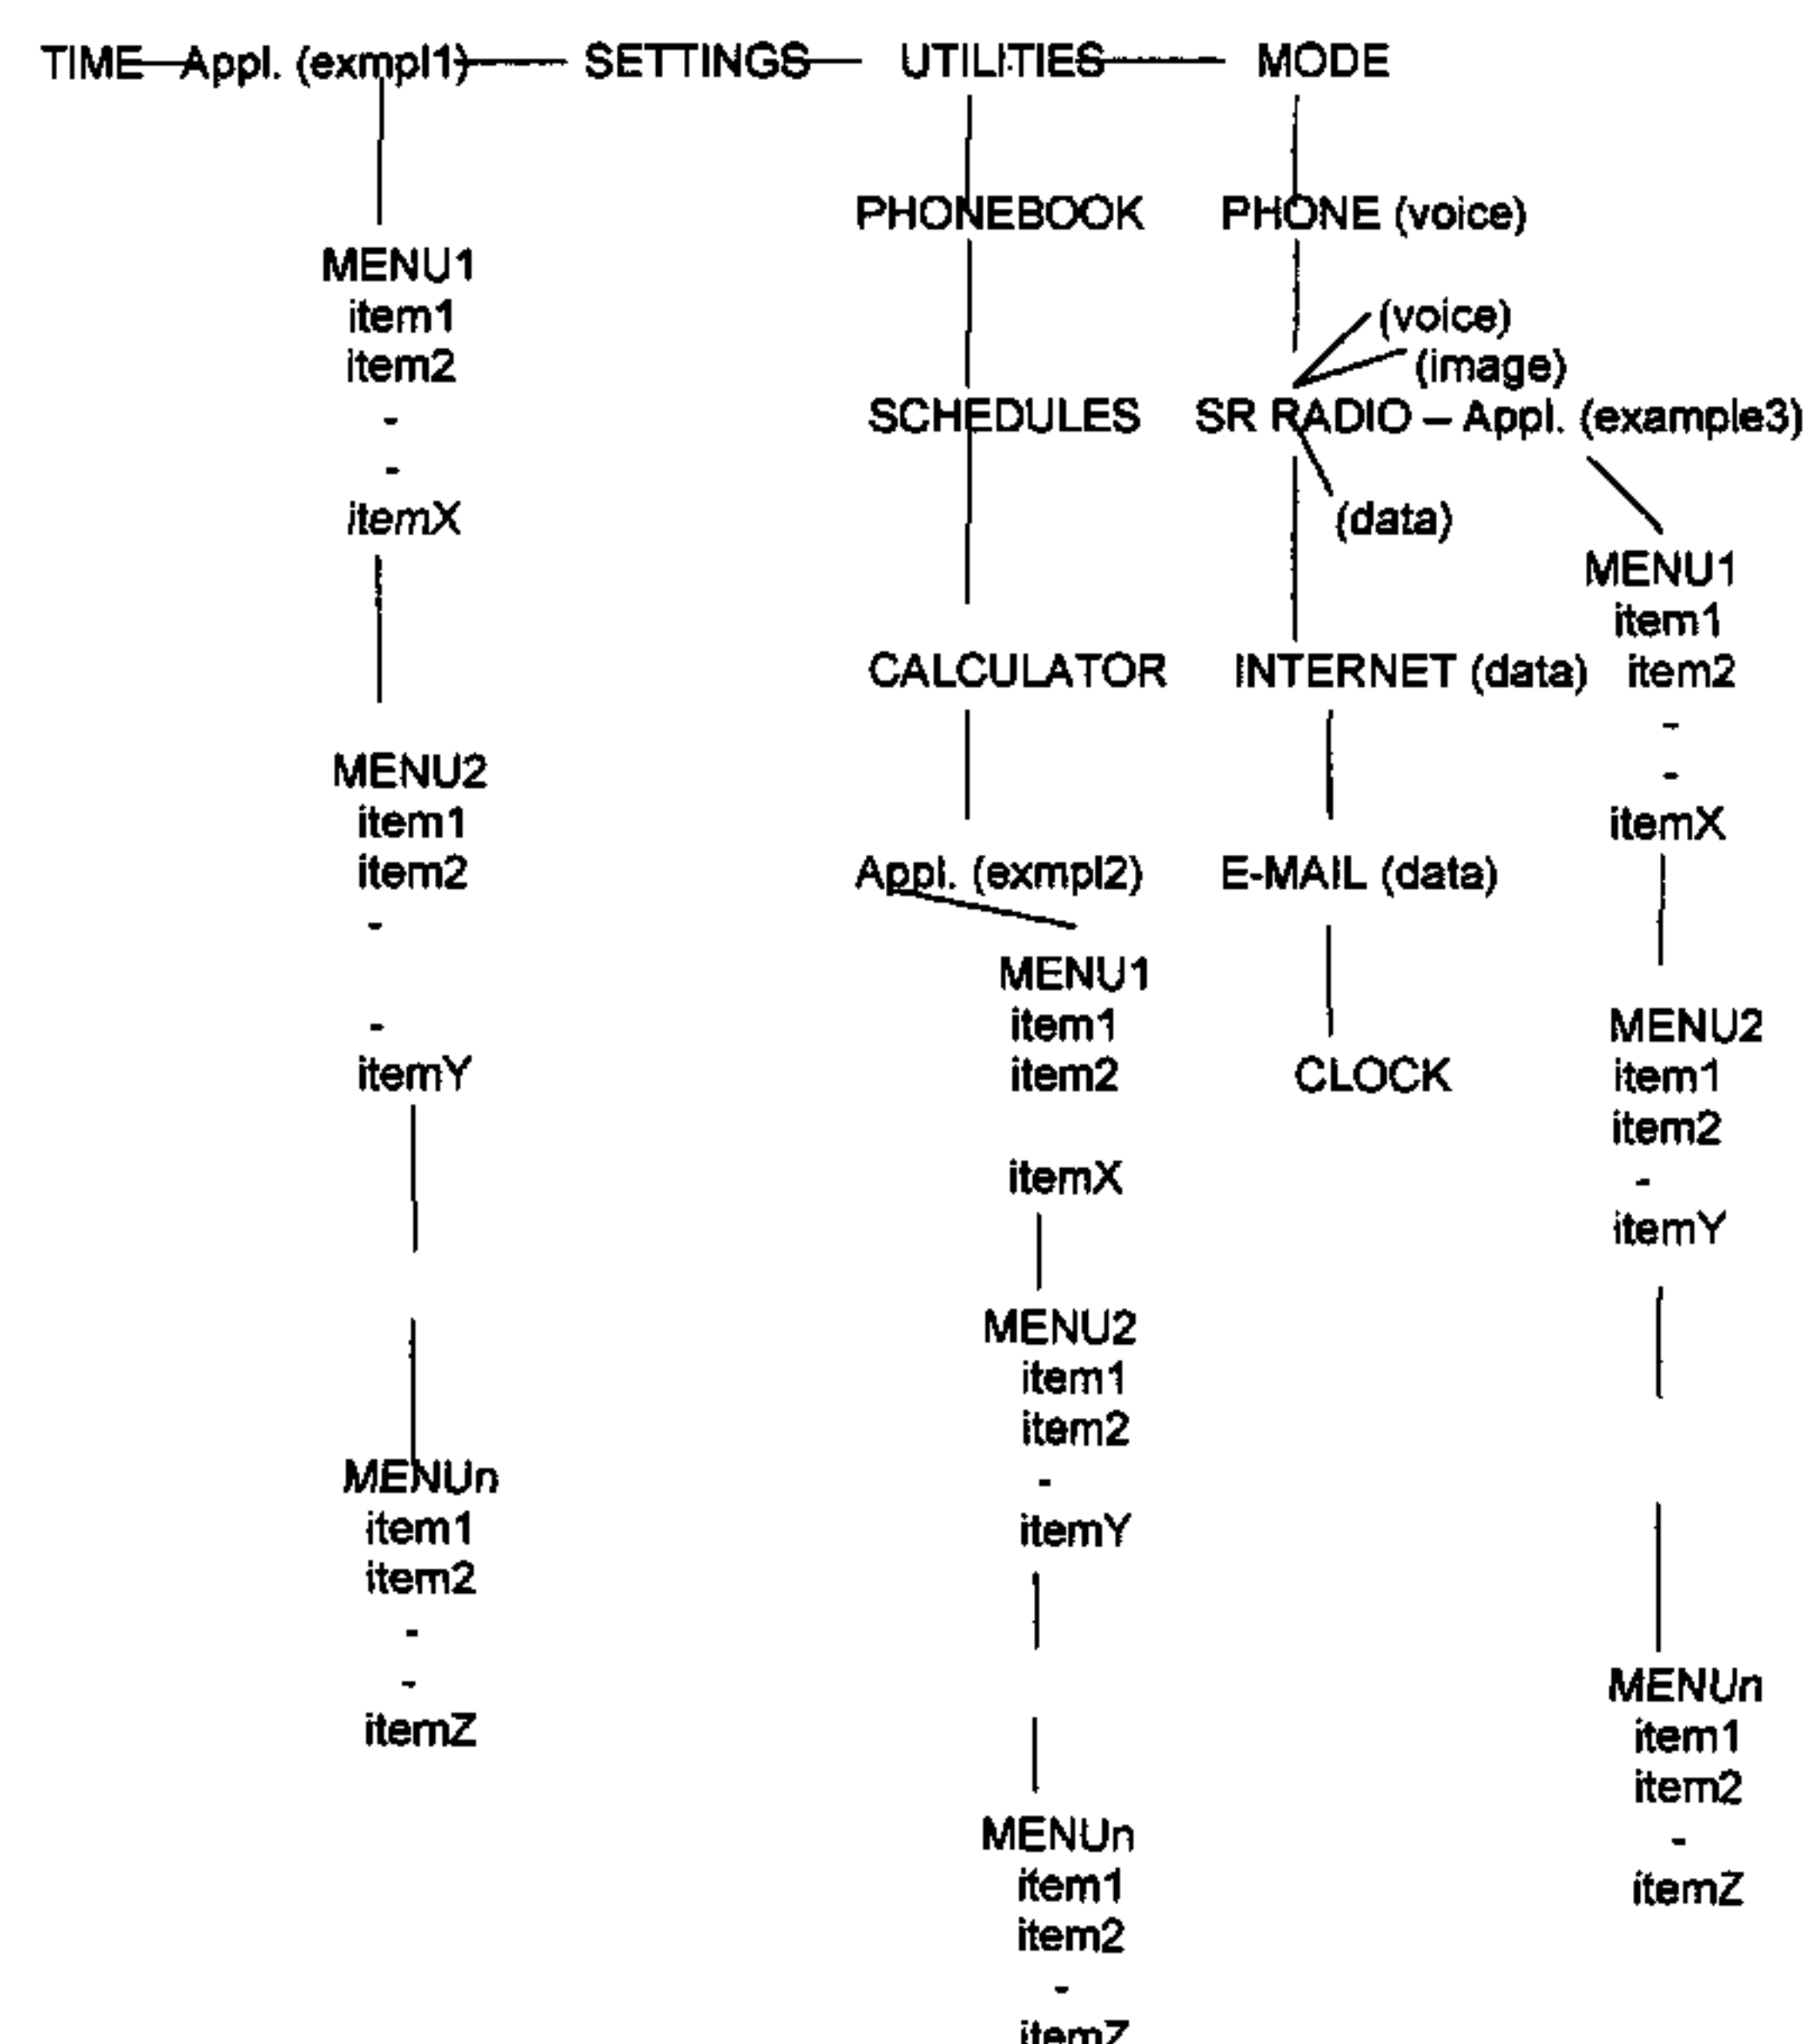 TIME Appl. (exmpl1) SETTINGS UTILITIES MODE
PHONEBOOK PHONE (voice)
MENU1
item1 (voice)
item2 (image)
- SCHEDULES SR RADIO – Appl. (example3)
-
itemX (data)
MENU1
item1
CALCULATOR INTERNET (data) item2
-
MENU2 -
item1 itemX
item2 Appl. (exmpl2) E-MAIL (data)
-
MENU1
- item1 MENU2
itemY item2 CLOCK item1
item2
itemX -
itemY
MENU2
item1
item2
MENUn -
item1 itemY
item2
-
- MENUn
itemZ item1
item2
MENUn -
item1 itemZ
item2
-
itemZ